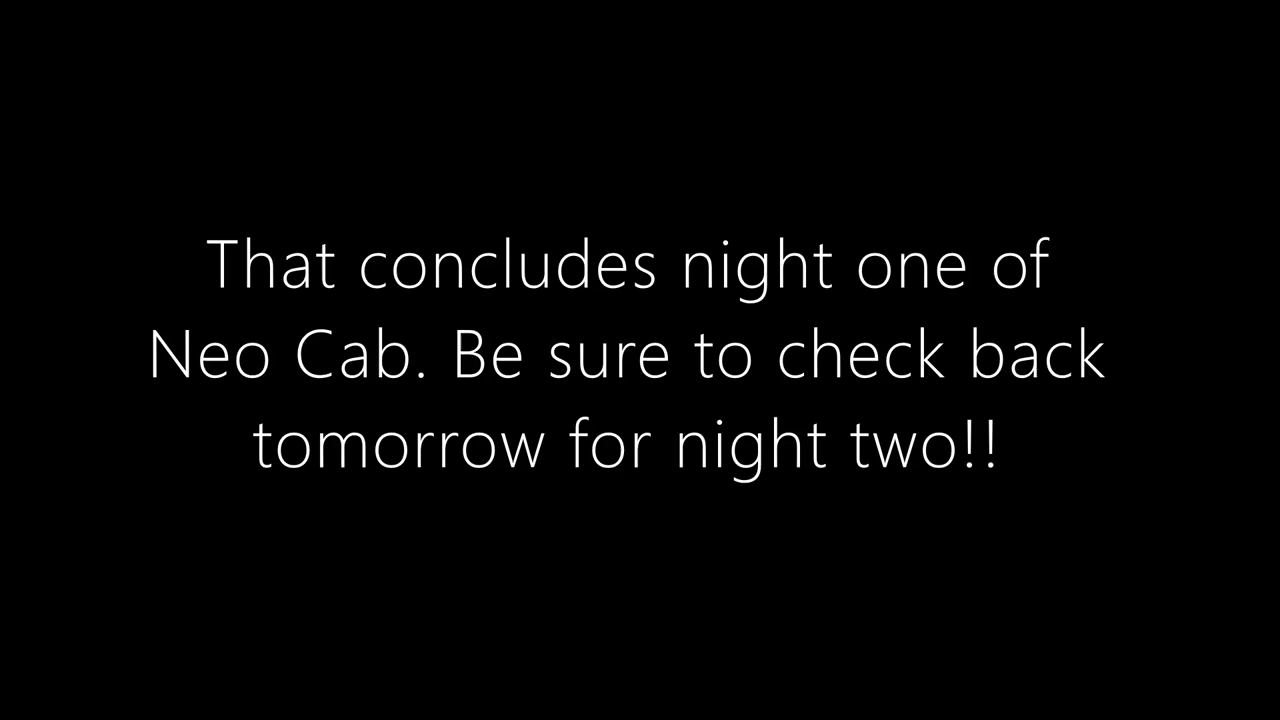 That concludes night one of
Neo Cab. Be sure to check back
tomorrow for night two!!